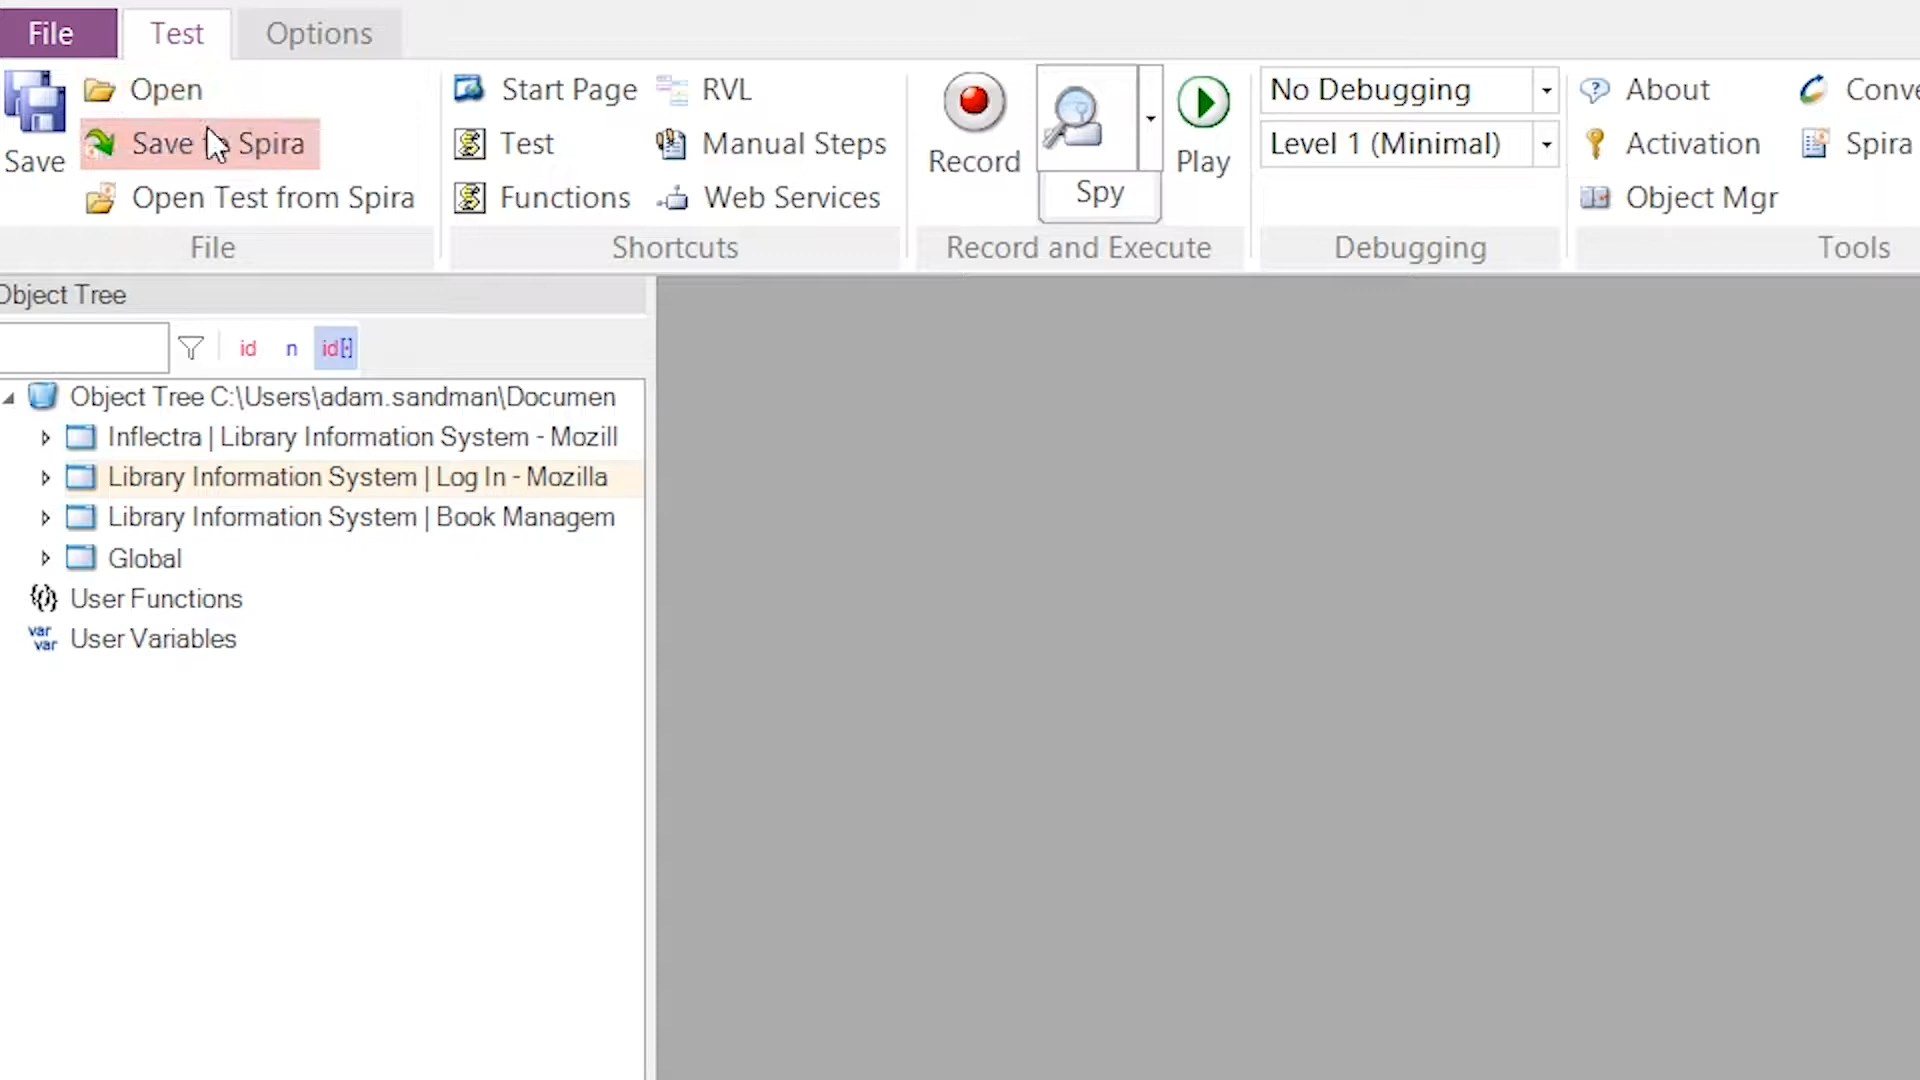 File
Test
Options
Save
Open
Save to Spira
Open Test from Spira
File
Start Page
Test
Functions
RVL
Manual Steps
Web Services
Shortcuts
Record
Spy
Play
Record and Execute
No Debugging
Level 1 (Minimal)
Debugging
About
Activation
Object Mgr
Conve
Spira
Tools
Object Tree
id
n
id[·]
Object Tree C:\Users\adam.sandman\Documen
Inflectra | Library Information System - Mozill
Library Information System | Log In - Mozilla
Library Information System | Book Managem
Global
User Functions
var
var
User Variables